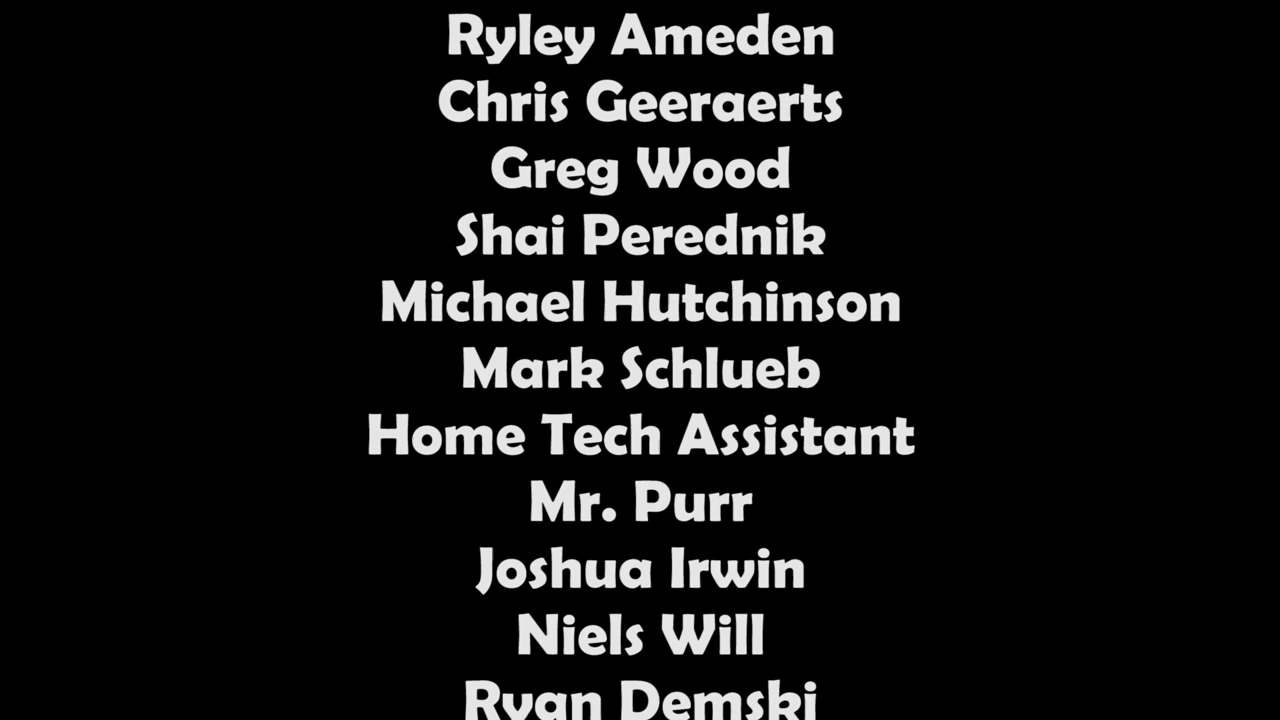 Ryley Ameden
Chris Geeraerts
Greg Wood
Shai Perednik
Michael Hutchinson
Mark Schlueb
Home Tech Assistant
Mr. Purr
Joshua Irwin
Niels Will
Ryan Demski